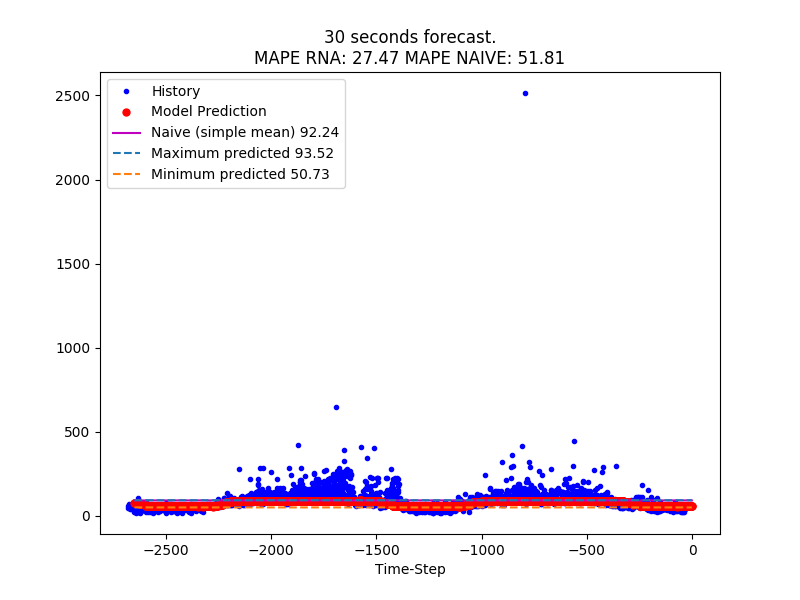 30 seconds forecast.
MAPE RNA: 27.47 MAPE NAIVE: 51.81
2500
2000
1500
1000
500
0
History
Model Prediction
Naive (simple mean) 92.24
Maximum predicted 93.52
Minimum predicted 50.73
−2500 −2000 −1500 −1000 −500 0
Time-Step